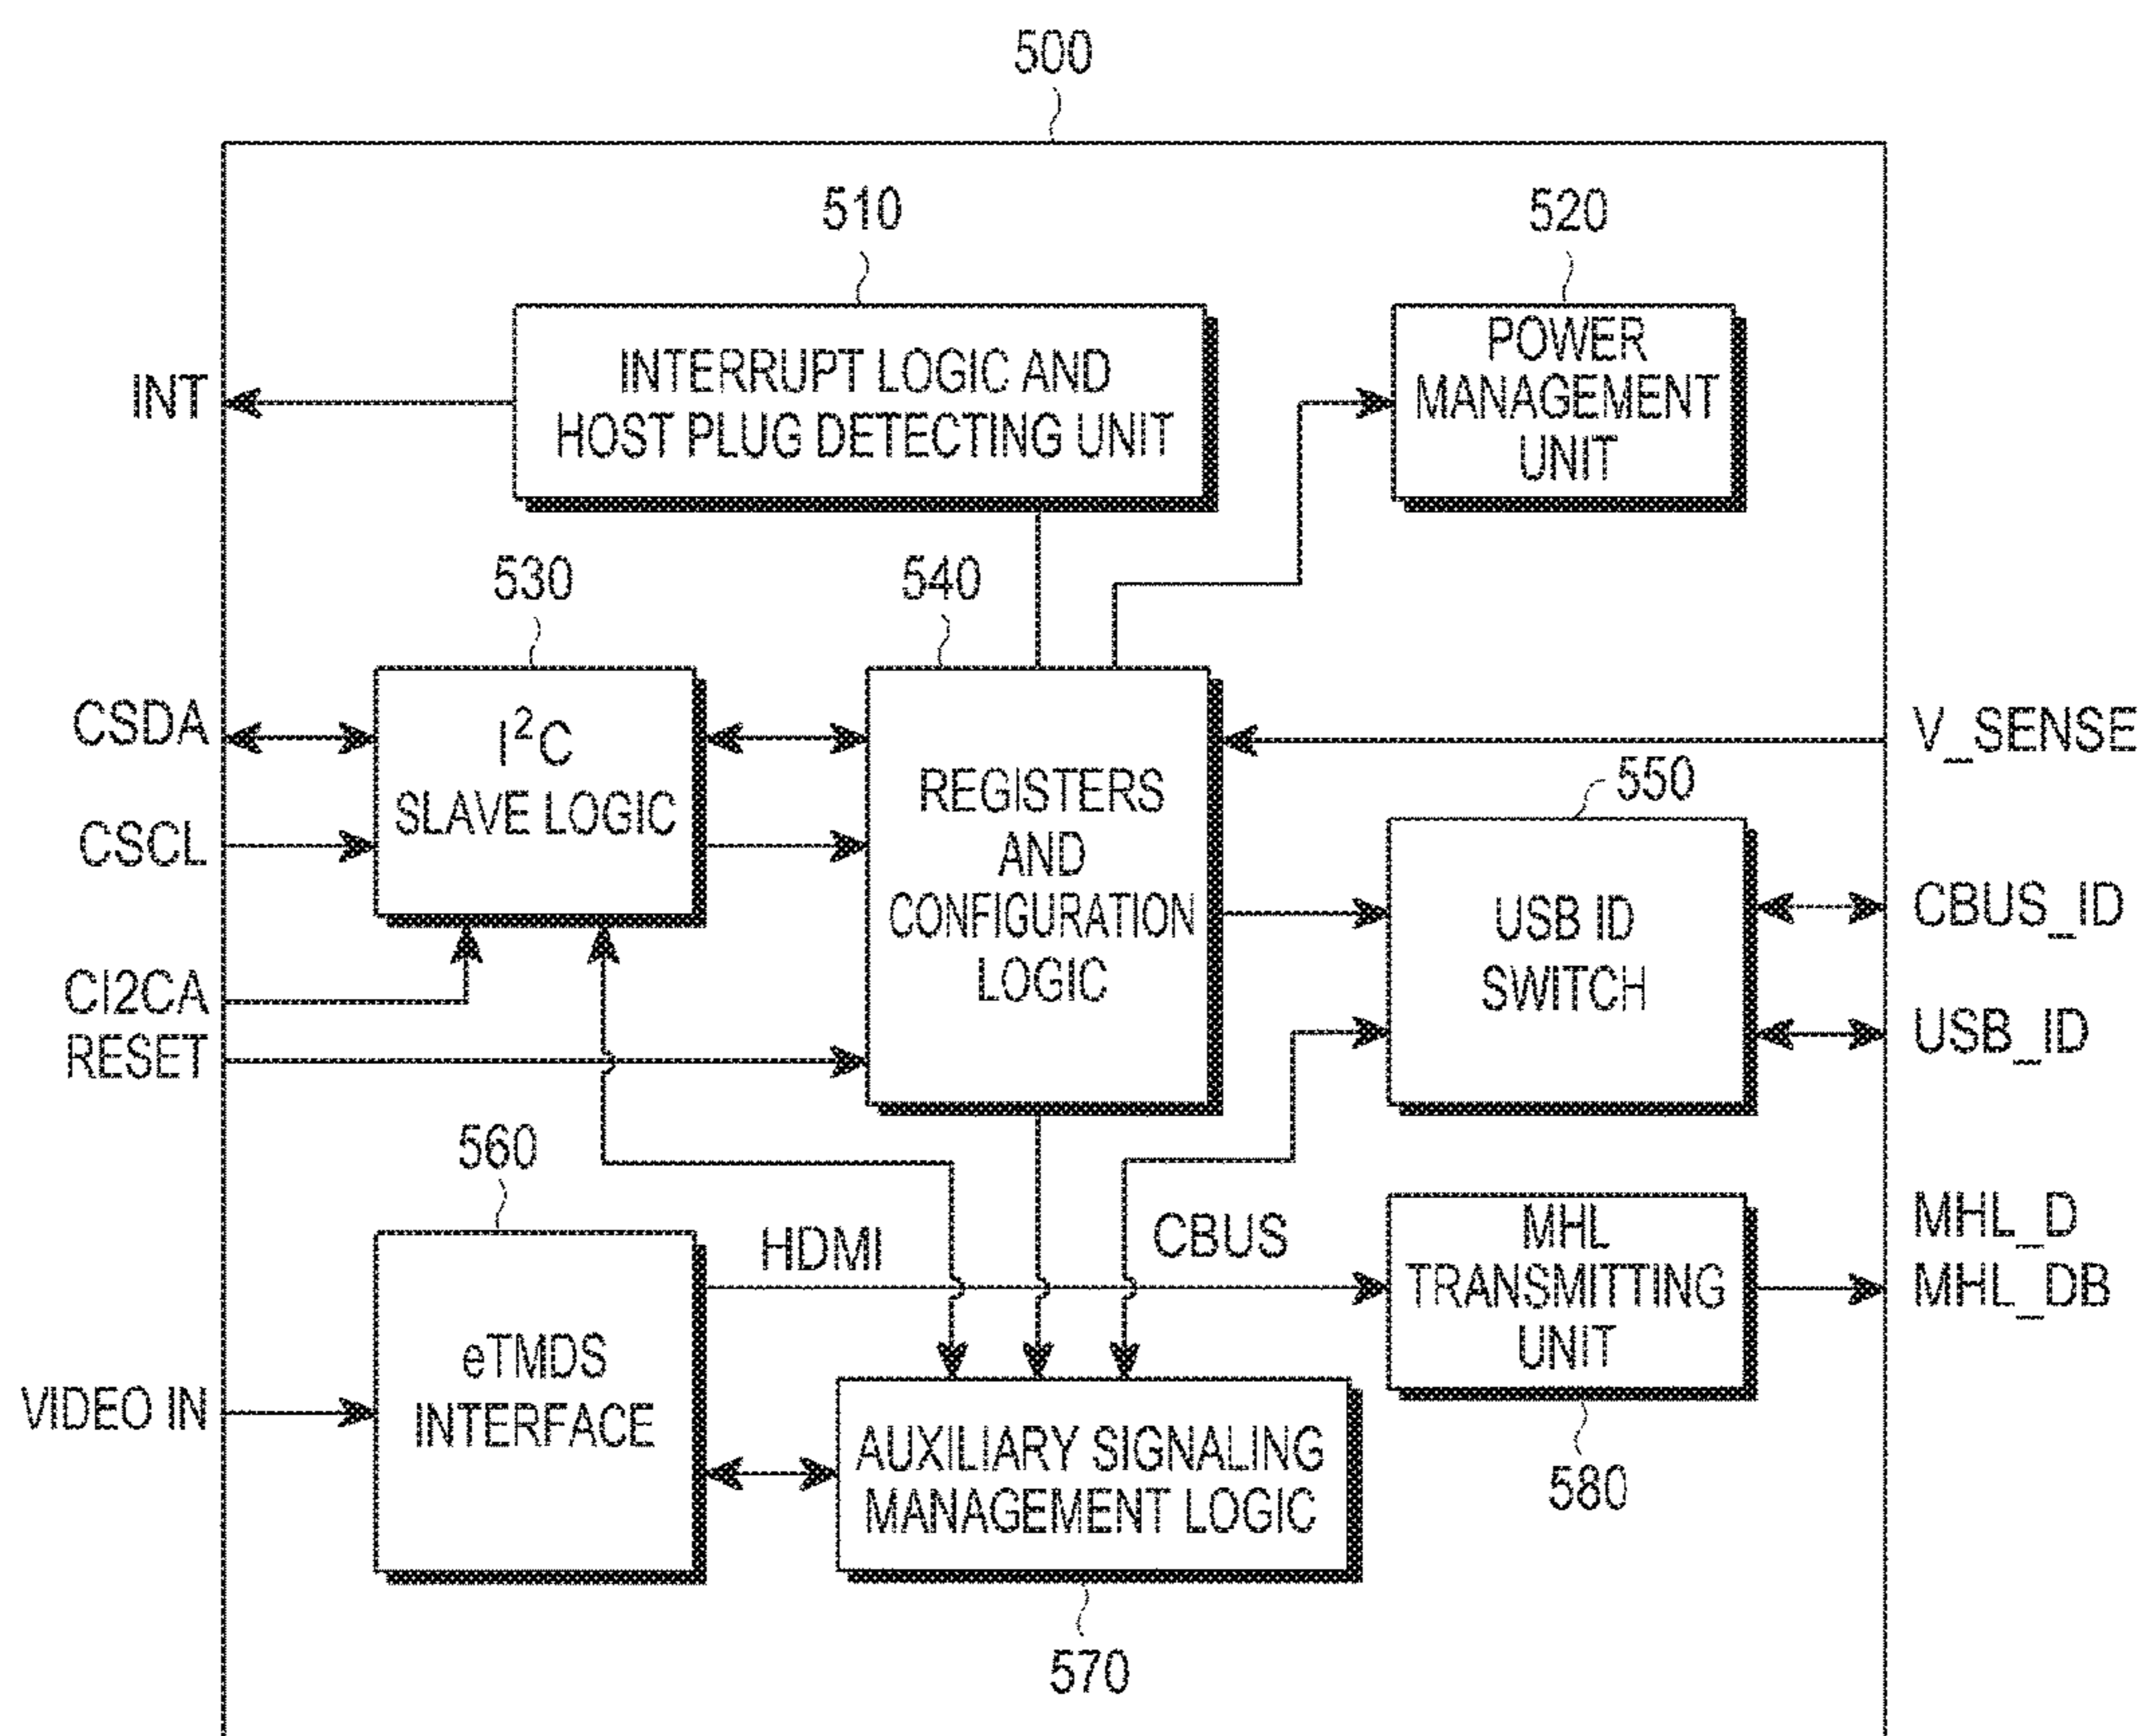 500
510
520
INTERRUPT LOGIC AND
HOST PLUG DETECTING UNIT
POWER
MANAGEMENT
UNIT
INT
530
540
CSDA
I²C
SLAVE LOGIC
CSCL
REGISTERS
AND
CONFIGURATION
LOGIC
V_SENSE
550
USB ID
SWITCH
CBUS_ID
USB_ID
CI2CA
RESET
560
HDMI
CBUS
MHL
TRANSMITTING
UNIT
MHL_D
MHL_DB
eTMDS
INTERFACE
VIDEO IN
AUXILIARY SIGNALING
MANAGEMENT LOGIC
580
570